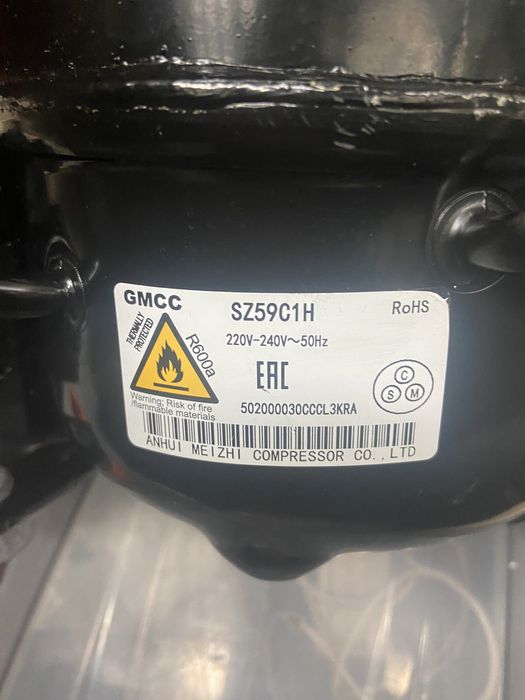 GMCC
SZ59C1H
RoHS
THERMALLY
PROTECTED
R600a
220V-240V~50Hz
EAC
C
S M
Warning; Risk of fire
/flammable materials
502000030CCCL3KRA
ANHUI MEIZHI COMPRESSOR CO.,LTD